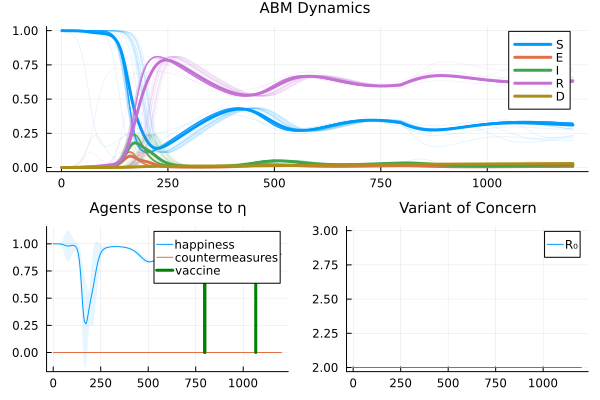 ABM Dynamics
1.00
0.75
0.50
0.25
0.00
S
E
I
R
D
0 250 500 750 1000
Agents response to η
1.00
0.75
0.50
0.25
0.00
happiness
countermeasures
vaccine
0 250 500 750 1000
Variant of Concern
3.00
2.75
2.50
2.25
2.00
R₀
0 250 500 750 1000